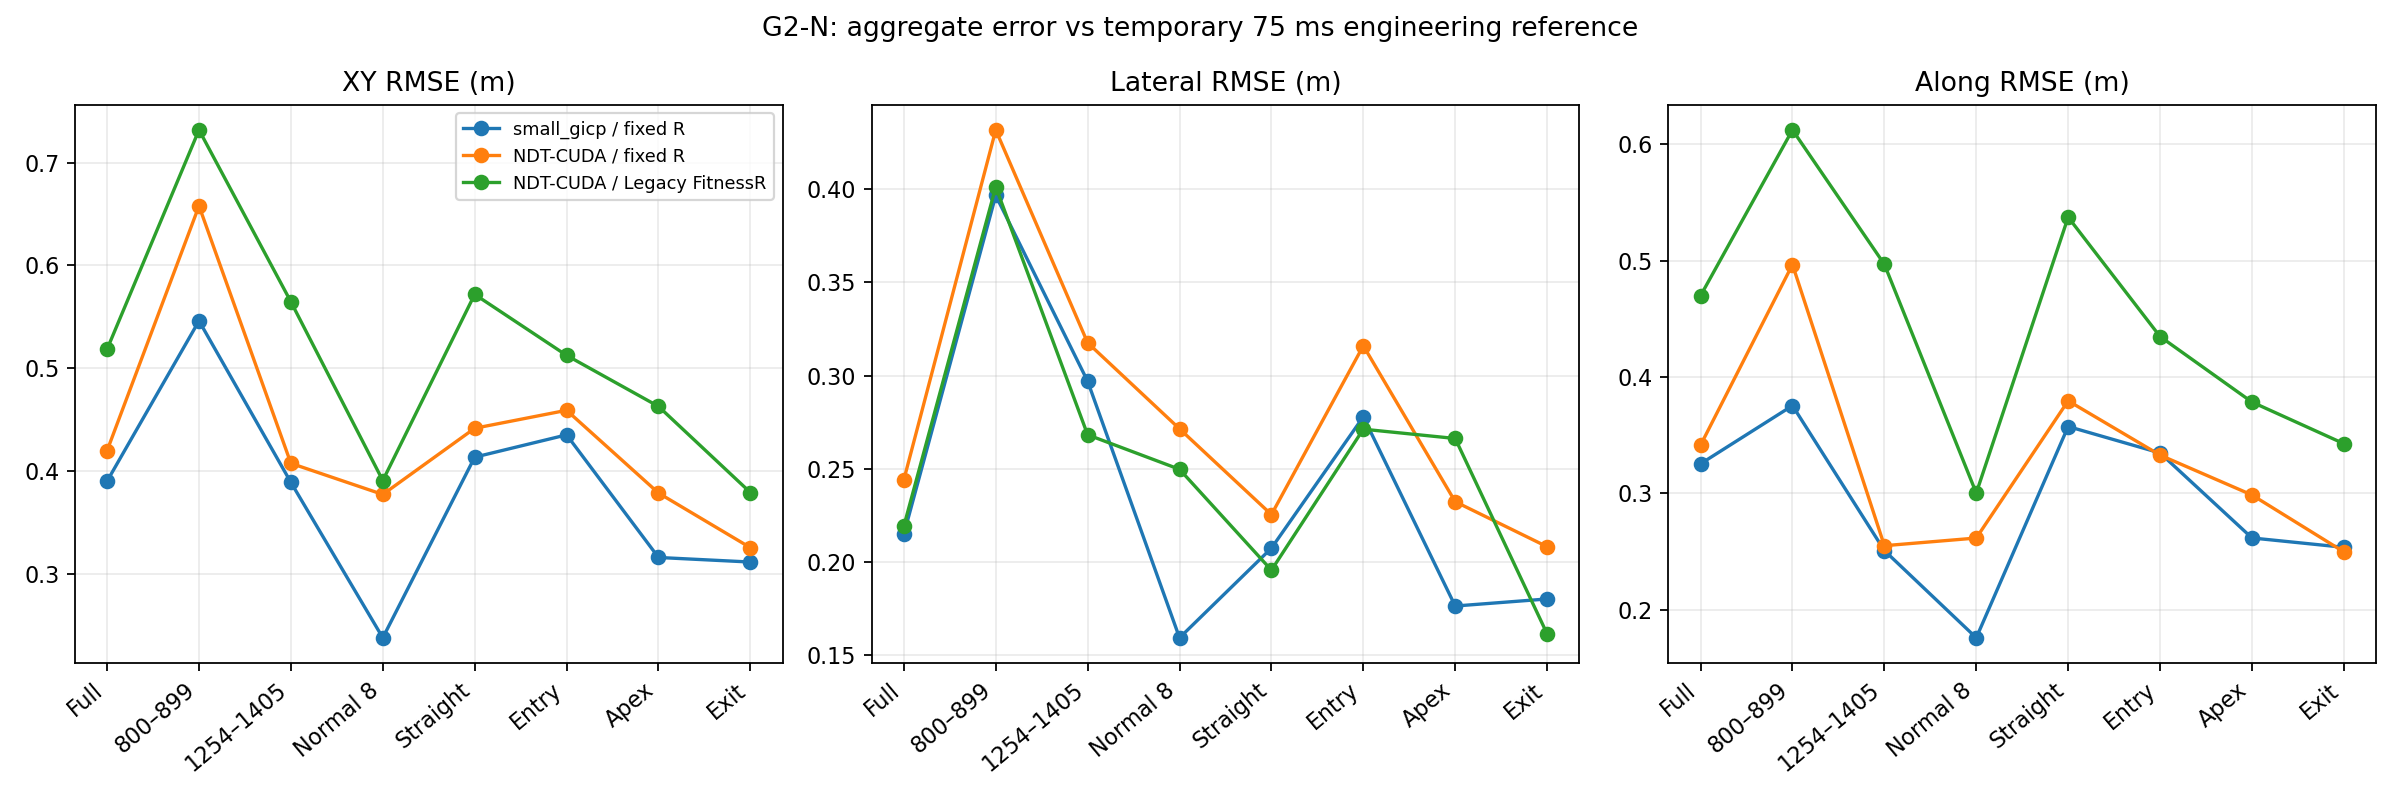 G2-N: aggregate error vs temporary 75 ms engineering reference
XY RMSE (m)
small_gicp / fixed R
NDT-CUDA / fixed R
NDT-CUDA / Legacy FitnessR
0.7
0.6
0.5
0.4
0.3
Full
800–899
1254–1405
Normal 8
Straight
Entry
Apex
Exit
Lateral RMSE (m)
0.40
0.35
0.30
0.25
0.20
0.15
Full
800–899
1254–1405
Normal 8
Straight
Entry
Apex
Exit
Along RMSE (m)
0.6
0.5
0.4
0.3
0.2
Full
800–899
1254–1405
Normal 8
Straight
Entry
Apex
Exit